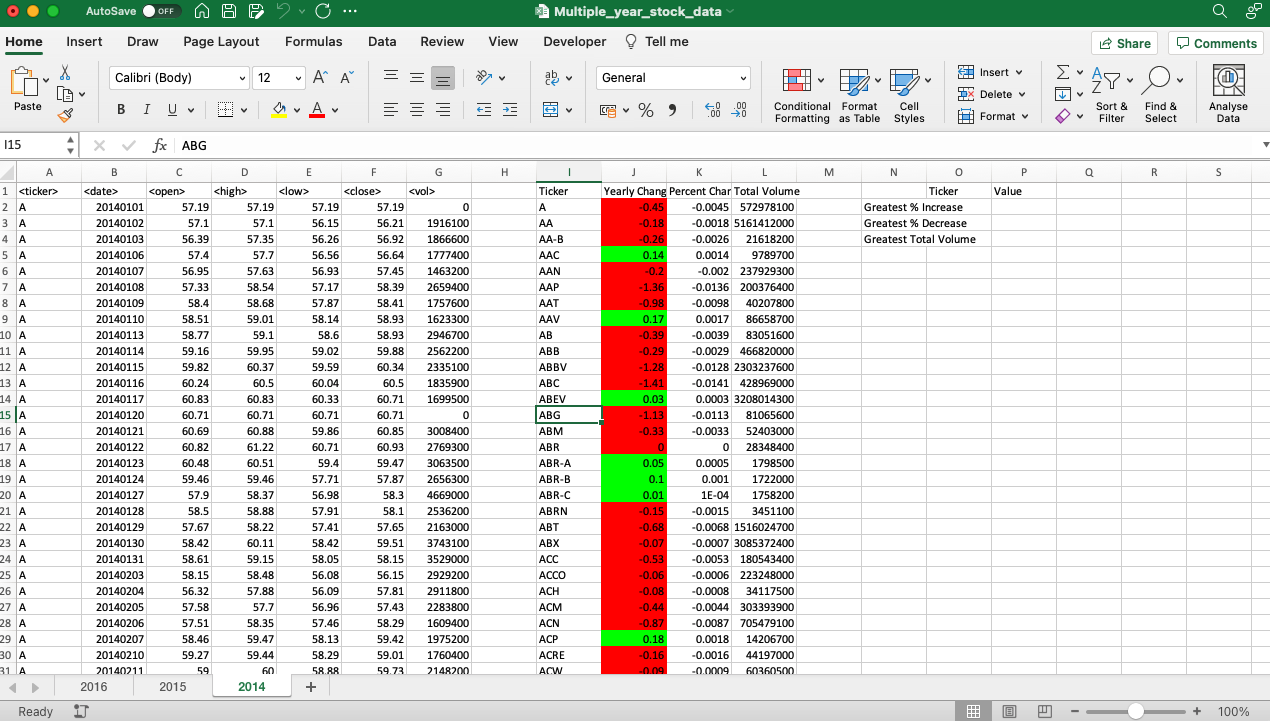 AutoSave OFF Multiple_year_stock_data
Home Insert Draw Page Layout Formulas Data Review View Developer Tell me Share Comments
Paste Calibri (Body) 12 A A ab General Insert Delete Format
B I U A % Conditional Formatting Format as Table Cell Styles Sort & Filter Find & Select Analyse Data
I15 fx ABG
A B C D E F G H I J K L M N O P Q R S
1 <ticker> <date> <open> <high> <low> <close> <vol> Ticker Yearly Chang Percent Char Total Volume Ticker Value
2 A 20140101 57.19 57.19 57.19 57.19 0 A -0.45 -0.0045 572978100 Greatest % Increase
3 A 20140102 57.1 57.1 56.15 56.21 1916100 AA -0.18 -0.0018 5161412000 Greatest % Decrease
4 A 20140103 56.39 57.35 56.26 56.92 1866600 AA-B -0.26 -0.0026 21618200 Greatest Total Volume
5 A 20140106 57.4 57.7 56.56 56.64 1777400 AAC 0.14 0.0014 9789700
6 A 20140107 56.95 57.63 56.93 57.45 1463200 AAN -0.2 -0.002 237929300
7 A 20140108 57.33 58.54 57.17 58.39 2659400 AAP -1.36 -0.0136 200376400
8 A 20140109 58.4 58.68 57.87 58.41 1757600 AAT -0.98 -0.0098 40207800
9 A 20140110 58.51 59.01 58.14 58.93 1623300 AAV 0.17 0.0017 86658700
10 A 20140113 58.77 59.1 58.6 58.93 2946700 AB -0.39 -0.0039 83051600
11 A 20140114 59.16 59.95 59.02 59.88 2562200 ABB -0.29 -0.0029 466820000
12 A 20140115 59.82 60.37 59.59 60.34 2335100 ABBV -1.28 -0.0128 2303237600
13 A 20140116 60.24 60.5 60.04 60.5 1835900 ABC -1.41 -0.0141 428969000
14 A 20140117 60.83 60.83 60.33 60.71 1699500 ABEV 0.03 0.0003 3208014300
15 A 20140120 60.71 60.71 60.71 60.71 0 ABG -1.13 -0.0113 81065600
16 A 20140121 60.69 60.88 59.86 60.85 3008400 ABM -0.33 -0.0033 52403000
17 A 20140122 60.82 61.22 60.71 60.93 2769300 ABR 0 0 28348400
18 A 20140123 60.48 60.51 59.4 59.47 3063500 ABR-A 0.05 0.0005 1798500
19 A 20140124 59.46 59.46 57.71 57.87 2656300 ABR-B 0.1 0.001 1722000
20 A 20140127 57.9 58.37 56.98 58.3 4669000 ABR-C 0.01 1E-04 1758200
21 A 20140128 58.5 58.88 57.91 58.1 2536200 ABRN -0.15 -0.0015 3451100
22 A 20140129 57.67 58.22 57.41 57.65 2163000 ABT -0.68 -0.0068 1516024700
23 A 20140130 58.42 60.11 58.42 59.51 3743100 ABX -0.07 -0.0007 3085372400
24 A 20140131 58.61 59.15 58.05 58.15 3529000 ACC -0.53 -0.0053 180543400
25 A 20140203 58.15 58.48 56.08 56.15 2929200 ACCO -0.06 -0.0006 223248000
26 A 20140204 56.32 57.88 56.09 57.81 2911800 ACH -0.08 -0.0008 34117500
27 A 20140205 57.58 57.7 56.96 57.43 2283800 ACM -0.44 -0.0044 303393900
28 A 20140206 57.51 58.35 57.46 58.29 1609400 ACN -0.87 -0.0087 705479100
29 A 20140207 58.46 59.47 58.13 59.42 1975200 ACP 0.18 0.0018 14206700
30 A 20140210 59.27 59.44 58.29 59.01 1760400 ACRE -0.16 -0.0016 44197000
31 A 20140211 59 60 58.88 59.73 2148200 ACW -0.09 -0.0009 60360500
2016 2015 2014 +
Ready 100%